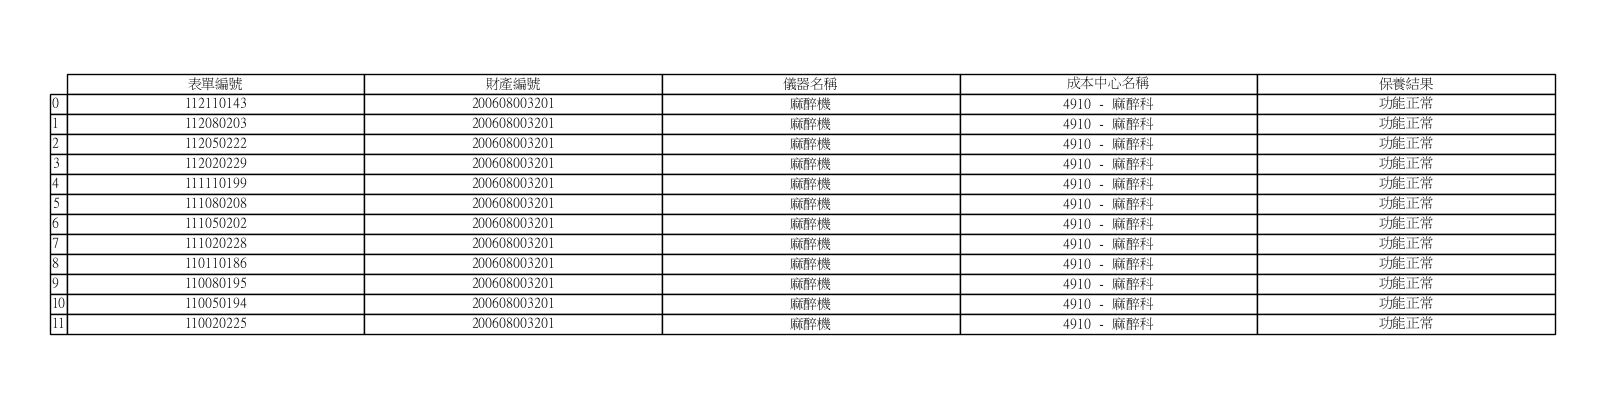 表單編號 財產編號 儀器名稱 成本中心名稱 保養結果
0 112110143 200608003201 麻醉機 4910 - 麻醉科 功能正常
1 112080203 200608003201 麻醉機 4910 - 麻醉科 功能正常
2 112050222 200608003201 麻醉機 4910 - 麻醉科 功能正常
3 112020229 200608003201 麻醉機 4910 - 麻醉科 功能正常
4 111110199 200608003201 麻醉機 4910 - 麻醉科 功能正常
5 111080208 200608003201 麻醉機 4910 - 麻醉科 功能正常
6 111050202 200608003201 麻醉機 4910 - 麻醉科 功能正常
7 111020228 200608003201 麻醉機 4910 - 麻醉科 功能正常
8 110110186 200608003201 麻醉機 4910 - 麻醉科 功能正常
9 110080195 200608003201 麻醉機 4910 - 麻醉科 功能正常
10 110050194 200608003201 麻醉機 4910 - 麻醉科 功能正常
11 110020225 200608003201 麻醉機 4910 - 麻醉科 功能正常